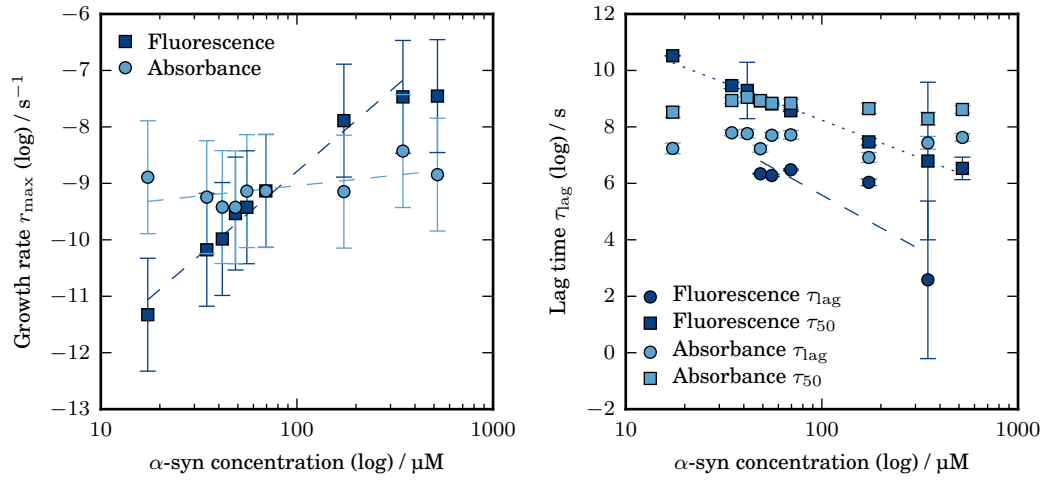 −6
−7
−8
−9
−10
−11
−12
−13
10
100
1000
Growth rate r_max (log) / s⁻¹
α-syn concentration (log) / μM
Fluorescence
Absorbance
12
10
8
6
4
2
0
−2
10
100
1000
Lag time τ_lag (log) / s
α-syn concentration (log) / μM
Fluorescence τ_lag
Fluorescence τ_50
Absorbance τ_lag
Absorbance τ_50